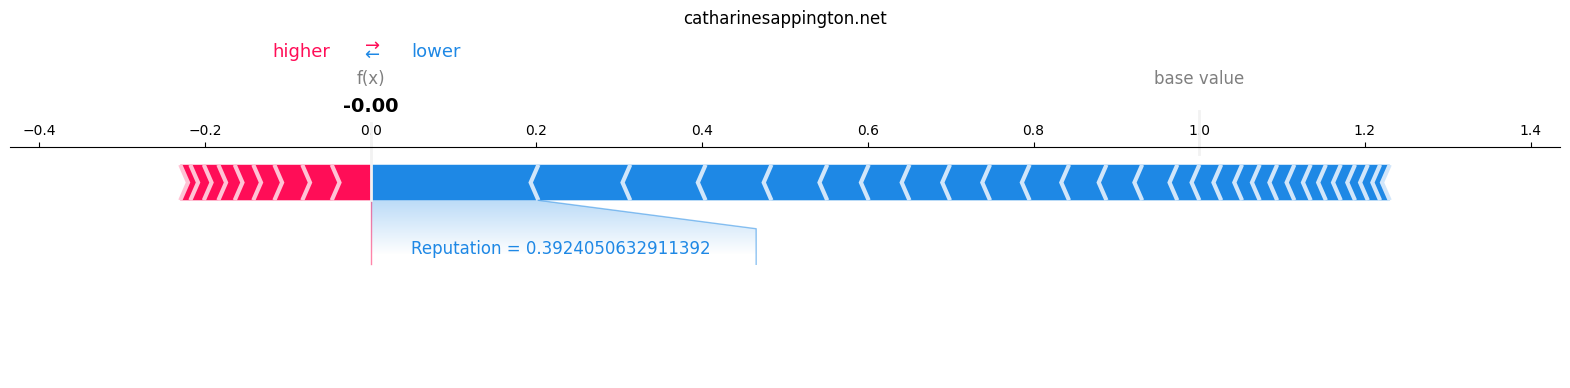 catharinesappington.net
higher → lower
←
f(x) base value
-0.00
−0.4 −0.2 0.0 0.2 0.4 0.6 0.8 1.0 1.2 1.4
Reputation = 0.3924050632911392